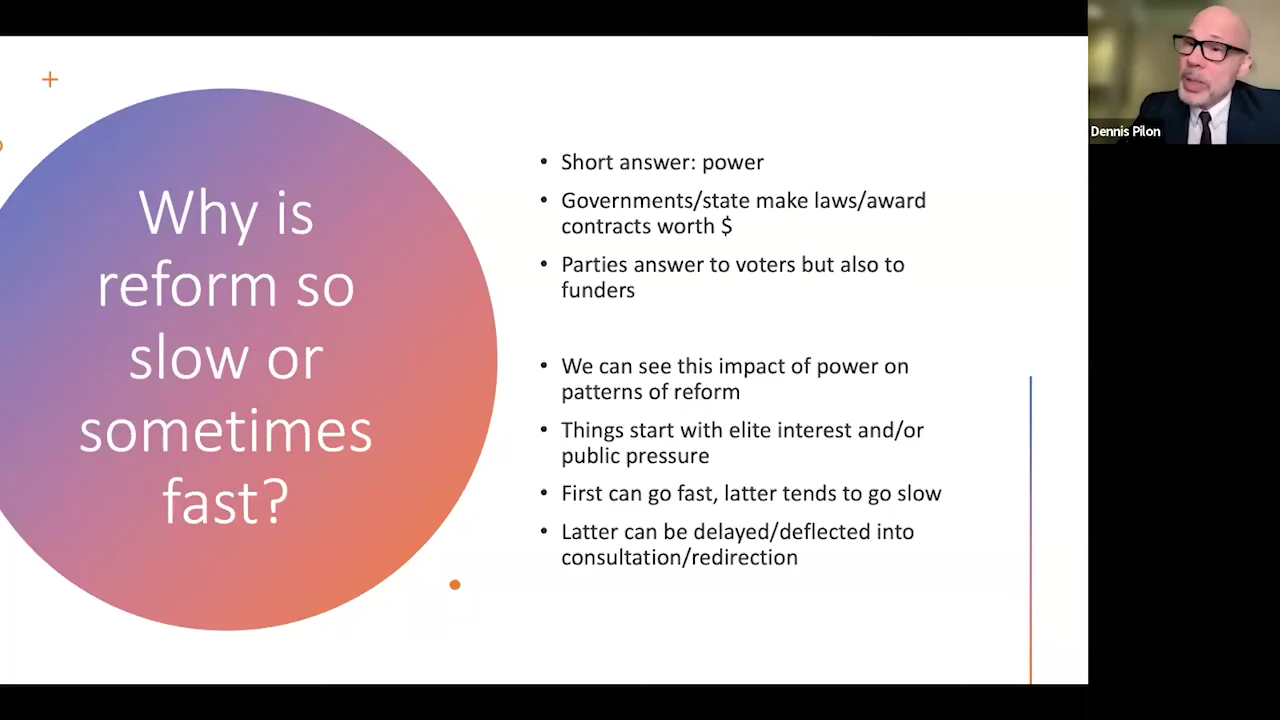 Why is
reform so
slow or
sometimes
fast?
• Short answer: power
• Governments/state make laws/award
contracts worth $
• Parties answer to voters but also to
funders
• We can see this impact of power on
patterns of reform
• Things start with elite interest and/or
public pressure
• First can go fast, latter tends to go slow
• Latter can be delayed/deflected into
consultation/redirection
Dennis Pilon